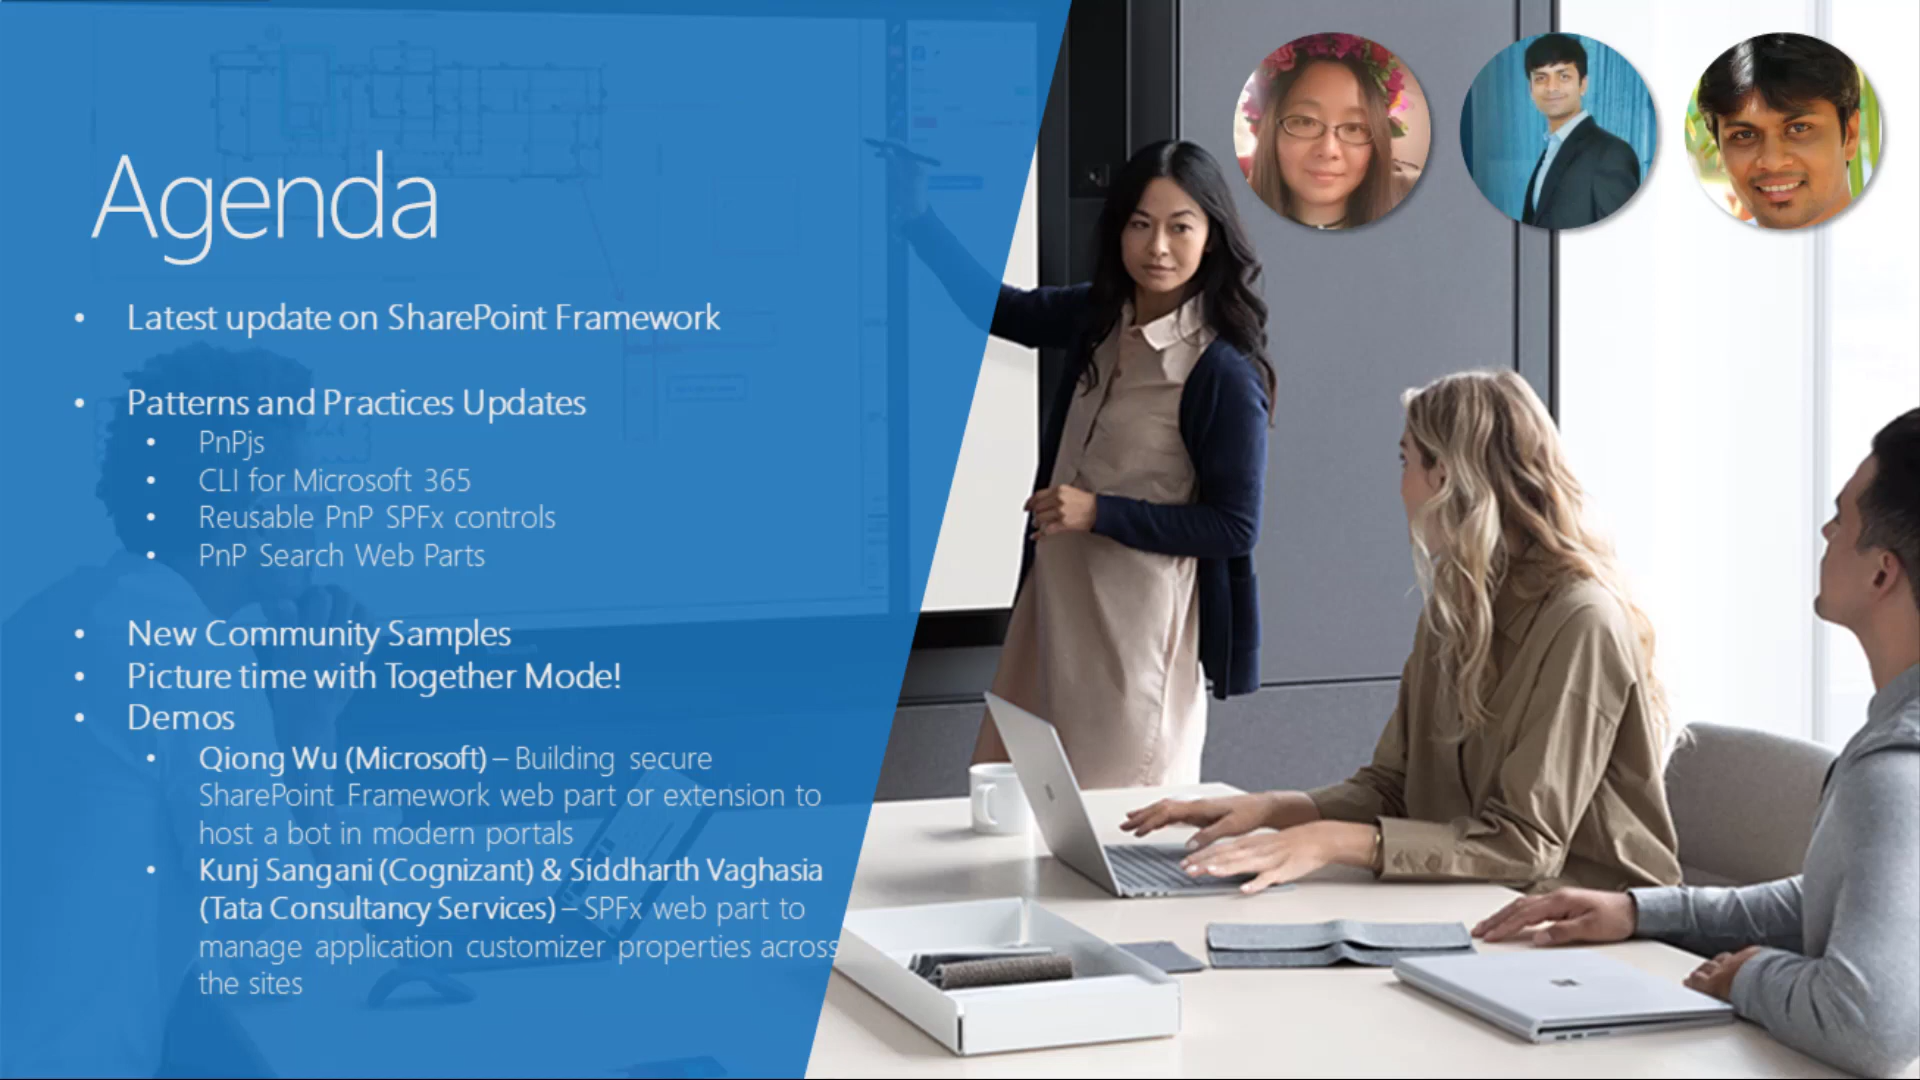 Agenda
• Latest update on SharePoint Framework
• Patterns and Practices Updates
• PnPjs
• CLI for Microsoft 365
• Reusable PnP SPFx controls
• PnP Search Web Parts
• New Community Samples
• Picture time with Together Mode!
• Demos
• Qiong Wu (Microsoft) – Building secure
SharePoint Framework web part or extension to
host a bot in modern portals
• Kunj Sangani (Cognizant) & Siddharth Vaghasia
(Tata Consultancy Services) – SPFx web part to
manage application customizer properties across
the sites